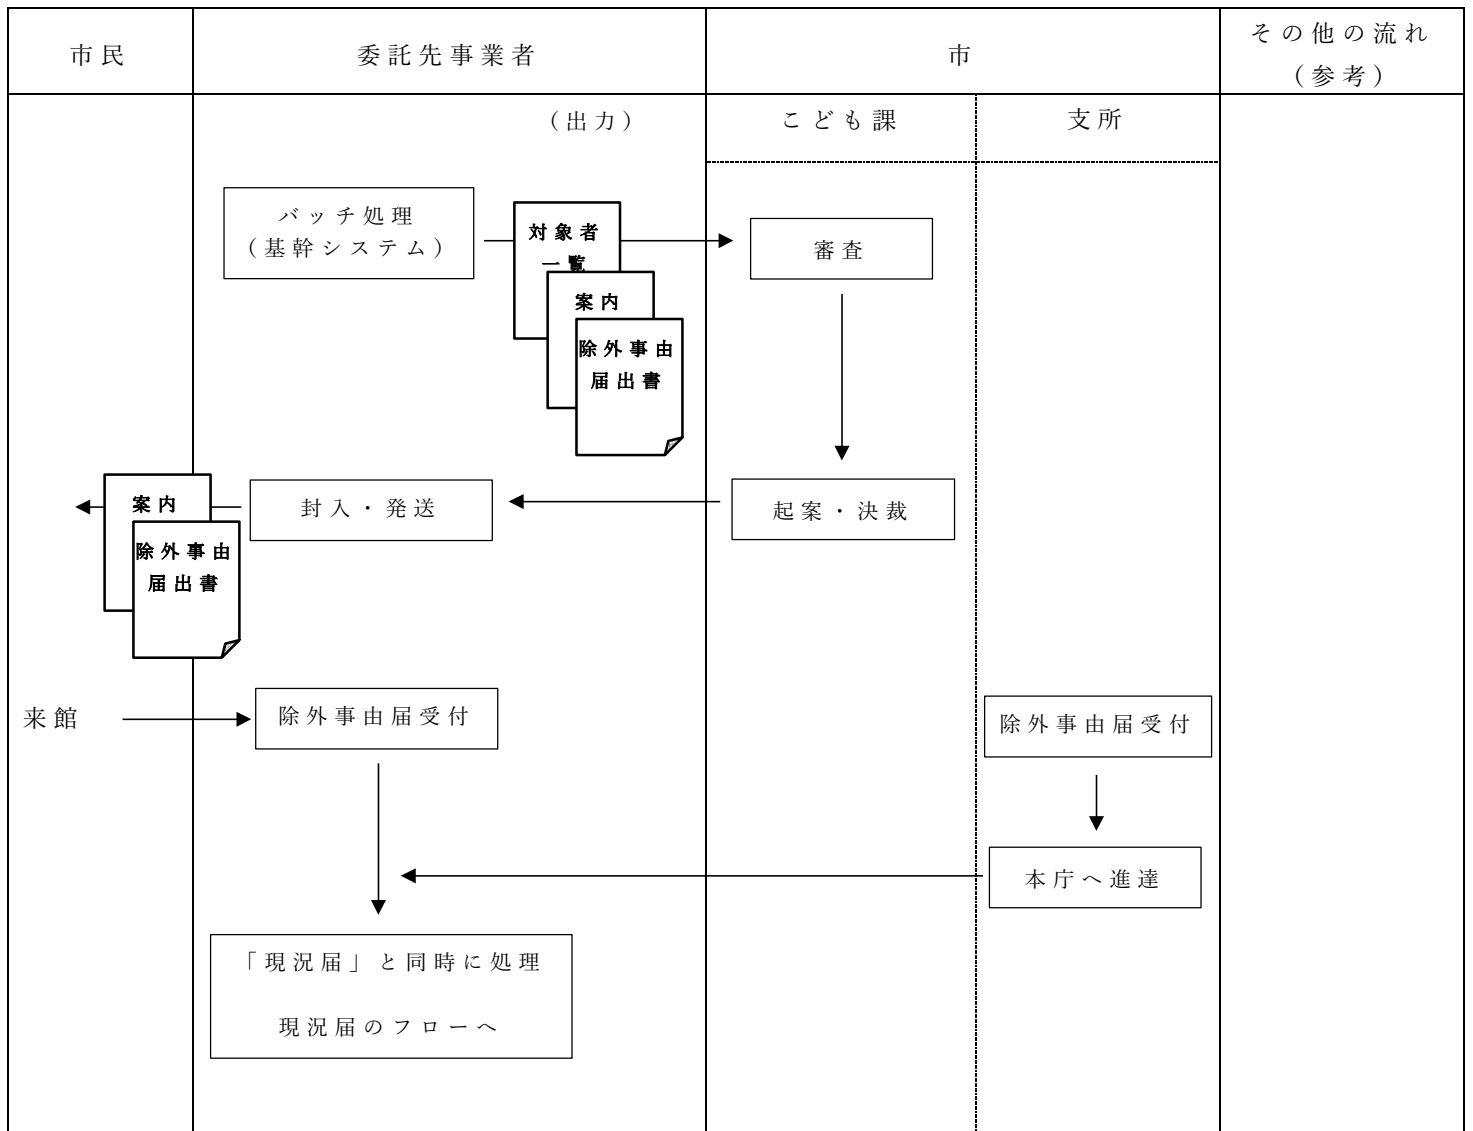 市民
委託先事業者
市
その他の流れ
（参考）
（出力）
こども課
支所
バッチ処理
（基幹システム）
対象者
一覧
案内
除外事由
届出書
審査
案内
除外事由
届出書
封入・発送
起案・決裁
来館
除外事由届受付
除外事由届受付
本庁へ進達
「現況届」と同時に処理
現況届のフローへ